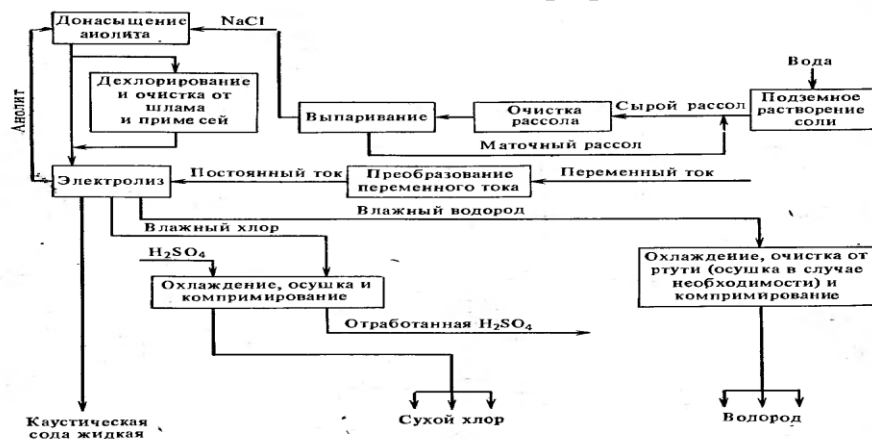 Донасыщение
анолита
NaCl
Анолит
Дехлорирование
и очистка от
шлама
и примесей
Выпаривание
Очистка
рассола
Сырой рассол
Вода
Подземное
растворение
соли
Маточный рассол
Электролиз
Постоянный ток
Преобразование
переменного тока
Переменный ток
Влажный водород
Влажный хлор
H₂SO₄
Охлаждение, осушка и
компримирование
Охлаждение, очистка от
ртути (осушка в случае
необходимости) и
компримирование
Отработанная H₂SO₄
Каустическая
сода жидкая
Сухой хлор
Водород